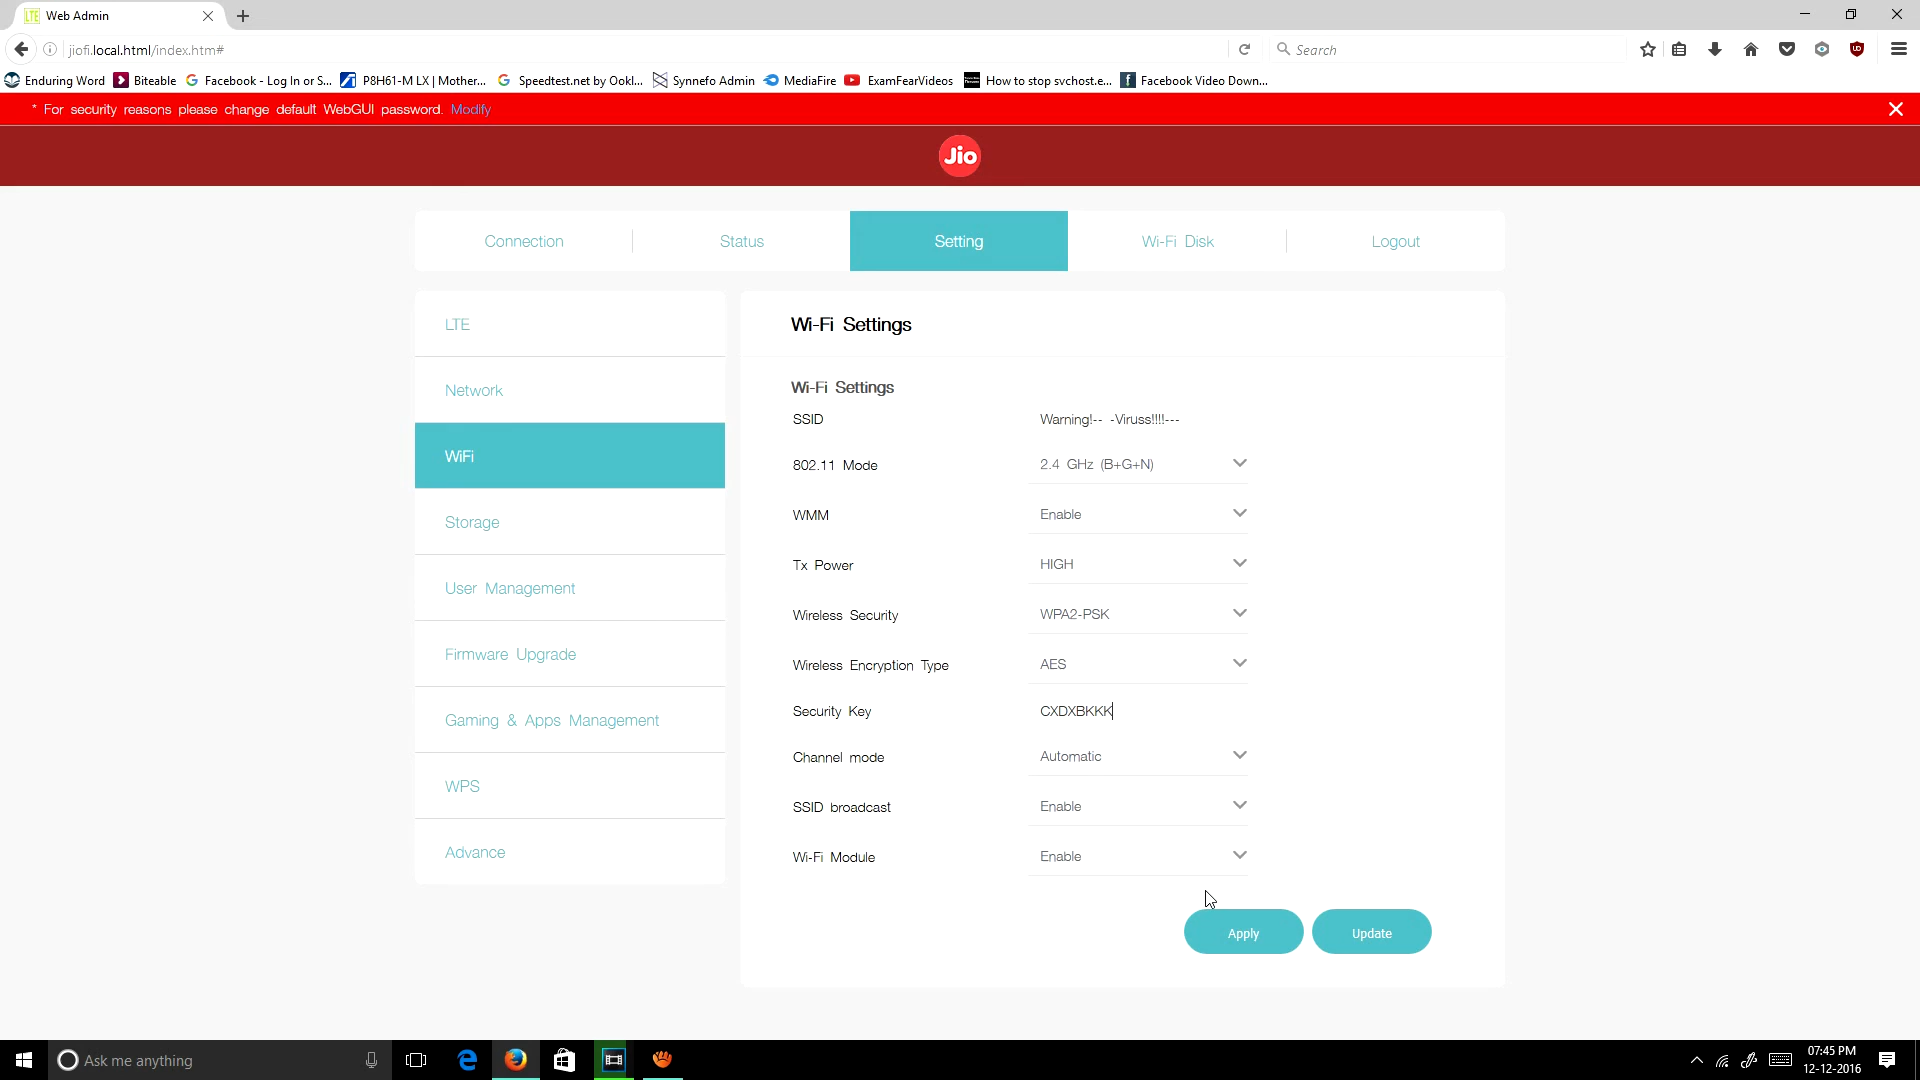 LTE Web Admin
jiofi.local.html/index.htm#
Search
Enduring Word Biteable Facebook - Log In or S... P8H61-M LX | Mother... Speedtest.net by Ookl... Synnefo Admin MediaFire ExamFearVideos How to stop svchost.e... Facebook Video Down...
* For security reasons please change default WebGUI password. Modify
Jio
Connection Status Setting Wi-Fi Disk Logout
LTE
Network
WiFi
Storage
User Management
Firmware Upgrade
Gaming & Apps Management
WPS
Advance
Wi-Fi Settings
Wi-Fi Settings
SSID Warning!-- -Viruss!!!!---
802.11 Mode 2.4 GHz (B+G+N)
WMM Enable
Tx Power HIGH
Wireless Security WPA2-PSK
Wireless Encryption Type AES
Security Key CXDXBKKK
Channel mode Automatic
SSID broadcast Enable
Wi-Fi Module Enable
Apply Update
Ask me anything
07:45 PM
12-12-2016